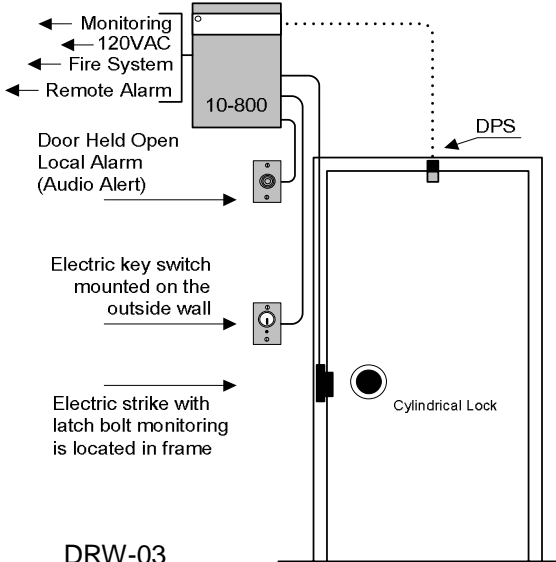 Monitoring
120VAC
Fire System
Remote Alarm
10-800
DPS
Door Held Open
Local Alarm
(Audio Alert)
Electric key switch
mounted on the
outside wall
Electric strike with
latch bolt monitoring
is located in frame
Cylindrical Lock
DRW-03